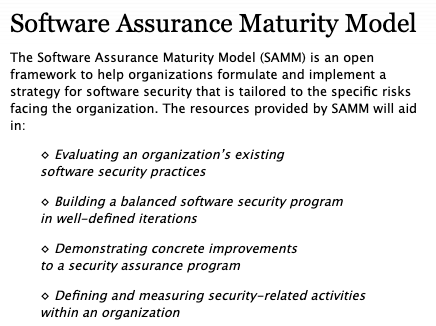 Software Assurance Maturity Model
The Software Assurance Maturity Model (SAMM) is an open
framework to help organizations formulate and implement a
strategy for software security that is tailored to the specific risks
facing the organization. The resources provided by SAMM will aid
in:
⋄ Evaluating an organization’s existing
software security practices
⋄ Building a balanced software security program
in well-defined iterations
⋄ Demonstrating concrete improvements
to a security assurance program
⋄ Defining and measuring security-related activities
within an organization